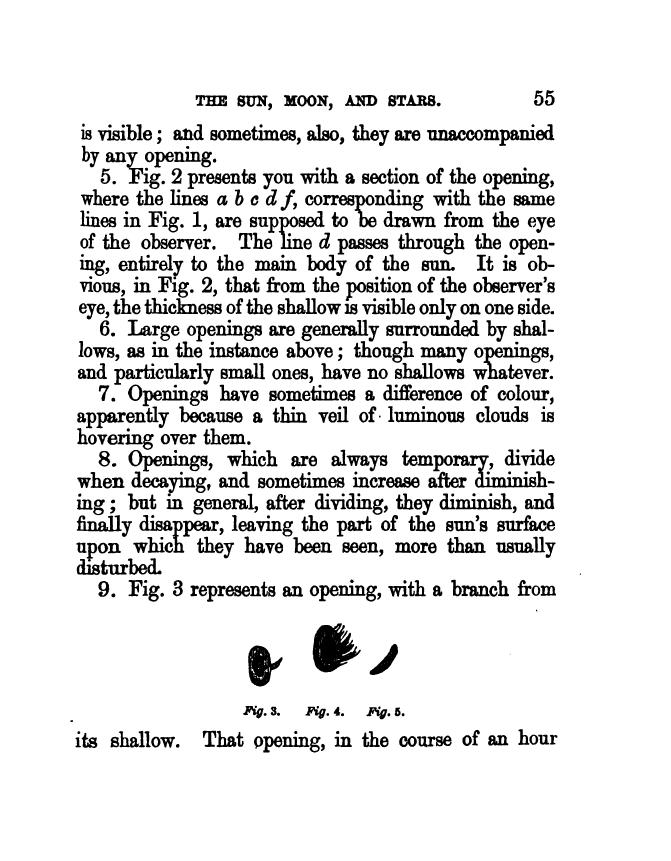 THE SUN, MOON, AND STARS. 55
is visible; and sometimes, also, they are unaccompanied
by any opening.
5. Fig. 2 presents you with a section of the opening,
where the lines a b c d f, corresponding with the same
lines in Fig. 1, are supposed to be drawn from the eye
of the observer. The line d passes through the open-
ing, entirely to the main body of the sun. It is ob-
vious, in Fig. 2, that from the position of the observer's
eye, the thickness of the shallow is visible only on one side.
6. Large openings are generally surrounded by shal-
lows, as in the instance above; though many openings,
and particularly small ones, have no shallows whatever.
7. Openings have sometimes a difference of colour,
apparently because a thin veil of luminous clouds is
hovering over them.
8. Openings, which are always temporary, divide
when decaying, and sometimes increase after diminish-
ing; but in general, after dividing, they diminish, and
finally disappear, leaving the part of the sun's surface
upon which they have been seen, more than usually
disturbed.
9. Fig. 3 represents an opening, with a branch from
Fig. 3. Fig. 4. Fig. 5.
its shallow. That opening, in the course of an hour